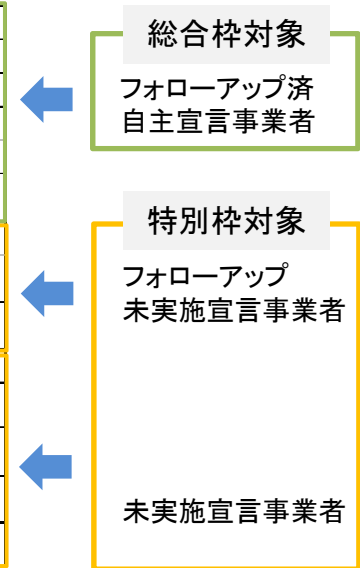 総合枠対象
フォローアップ済
自主宣言事業者
特別枠対象
フォローアップ
未実施宣言事業者
未実施宣言事業者